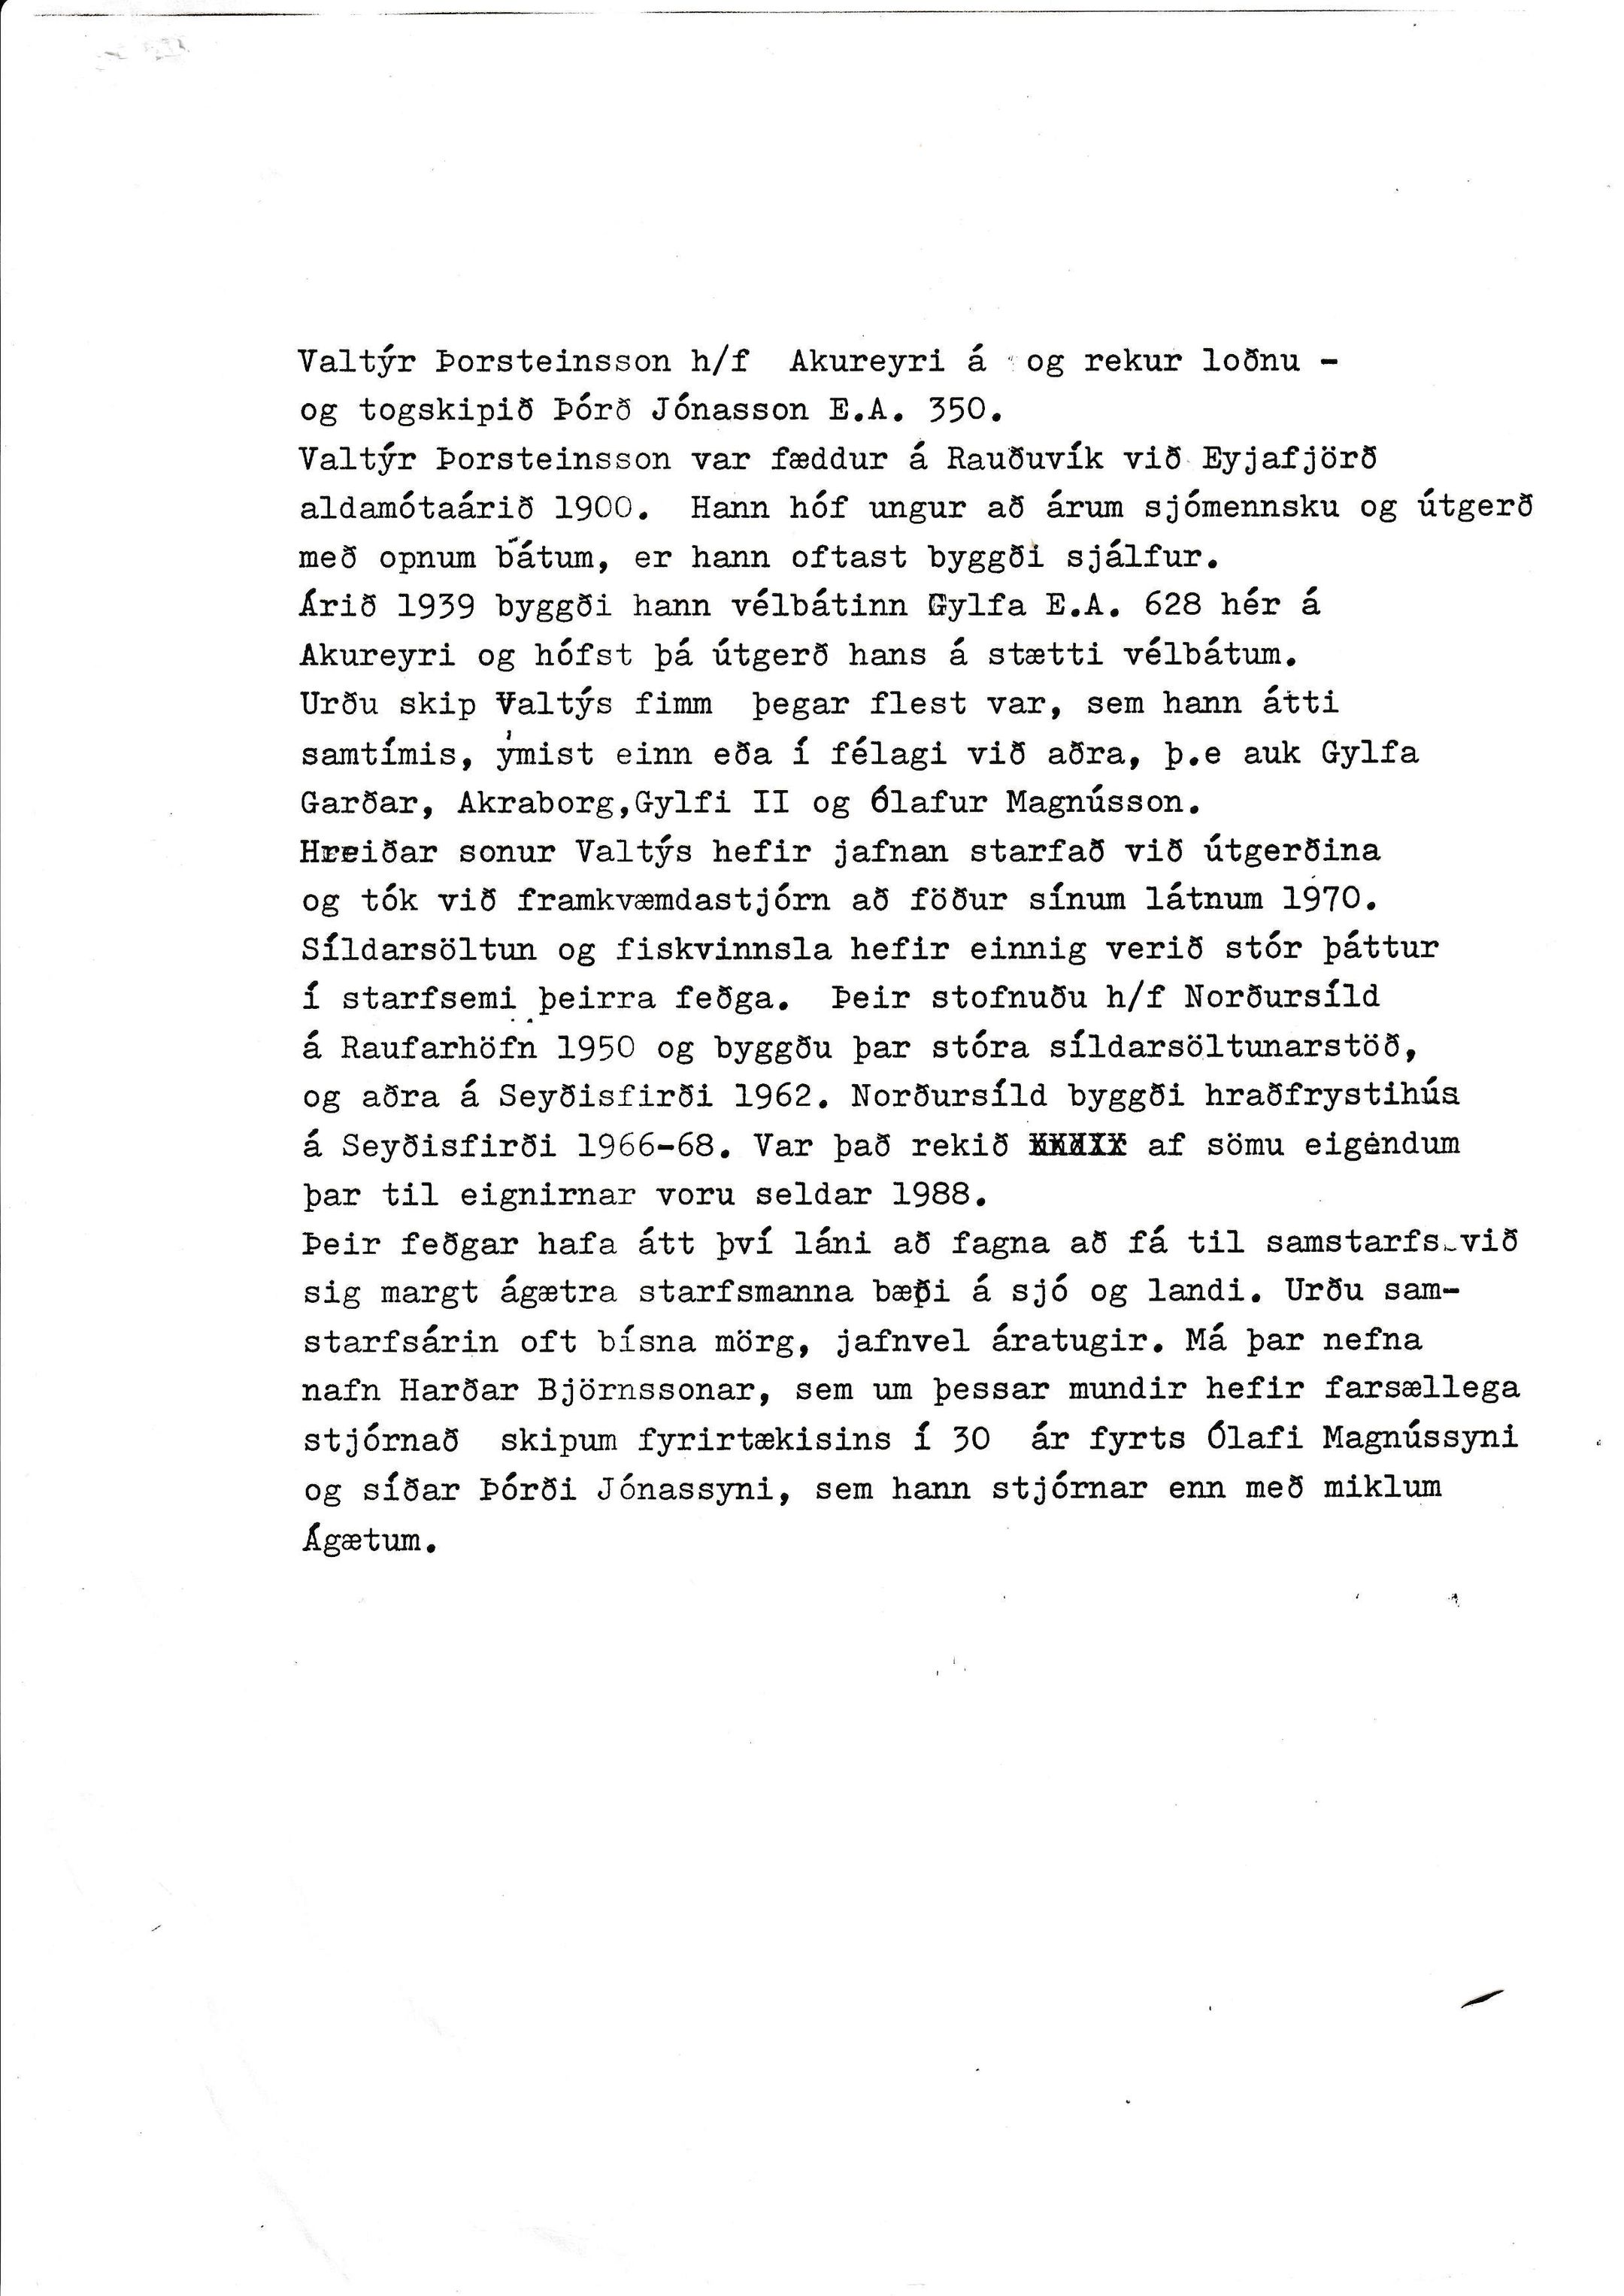 Valtýr Þorsteinsson h/f  Akureyri á  og rekur loðnu -
og togskipið Þórð Jónasson E.A. 350.
Valtýr Þorsteinsson var fæddur á Rauðuvík við Eyjafjörð
aldamótaárið 1900.  Hann hóf ungur að árum sjómennsku og útgerð
með opnum bátum, er hann oftast byggði sjálfur.
Árið 1939 byggði hann vélbátinn Gylfa E.A. 628 hér á
Akureyri og hófst þá útgerð hans á stætti vélbátum.
Urðu skip Valtýs fimm  þegar flest var, sem hann átti
samtímis, ýmist einn eða í félagi við aðra, þ.e auk Gylfa
Garðar, Akraborg,Gylfi II og Ólafur Magnússon.
Hreiðar sonur Valtýs hefir jafnan starfað við útgerðina
og tók við framkvæmdastjórn að föður sínum látnum 1970.
Síldarsöltun og fiskvinnsla hefir einnig verið stór þáttur
í starfsemi þeirra feðga.  Þeir stofnuðu h/f Norðursíld
á Raufarhöfn 1950 og byggðu þar stóra síldarsöltunarstöð,
og aðra á Seyðisfirði 1962. Norðursíld byggði hraðfrystihús
á Seyðisfirði 1966-68. Var það rekið af sömu eigendum
þar til eignirnar voru seldar 1988.
Þeir feðgar hafa átt því láni að fagna að fá til samstarfs við
sig margt ágætra starfsmanna bæði á sjó og landi. Urðu sam-
starfsárin oft bísna mörg, jafnvel áratugir. Má þar nefna
nafn Harðar Björnssonar, sem um þessar mundir hefir farsællega
stjórnað  skipum fyrirtækisins í 30  ár fyrts Ólafi Magnússyni
og síðar Þórði Jónassyni, sem hann stjórnar enn með miklum
Ágætum.